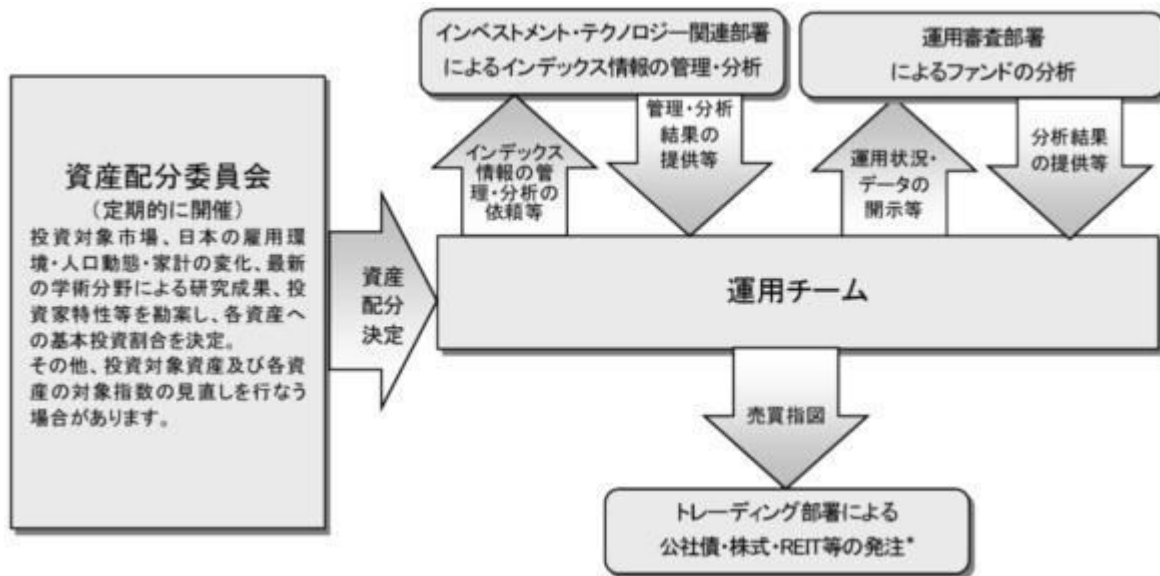 インベストメント・テクノロジー関連部署
によるインデックス情報の管理・分析
運用審査部署
によるファンドの分析
インデックス
情報の管
理・分析の
依頼等
管理・分析
結果の
提供等
運用状況・
データの
開示等
分析結果
の提供等
資産配分委員会
（定期的に開催）
投資対象市場、日本の雇用環
境・人口動態・家計の変化、最新
の学術分野による研究成果、投
資家特性等を勘案し、各資産へ
の基本投資割合を決定。
その他、投資対象資産及び各資
産の対象指数の見直しを行なう
場合があります。
資産
配分
決定
運用チーム
売買指図
トレーディング部署による
公社債・株式・REIT等の発注*